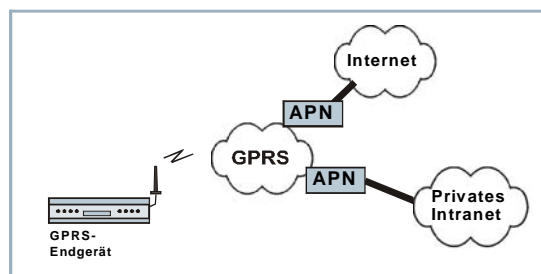 Internet
APN
GPRS
APN
Privates
Intranet
GPRS-
Endgerät